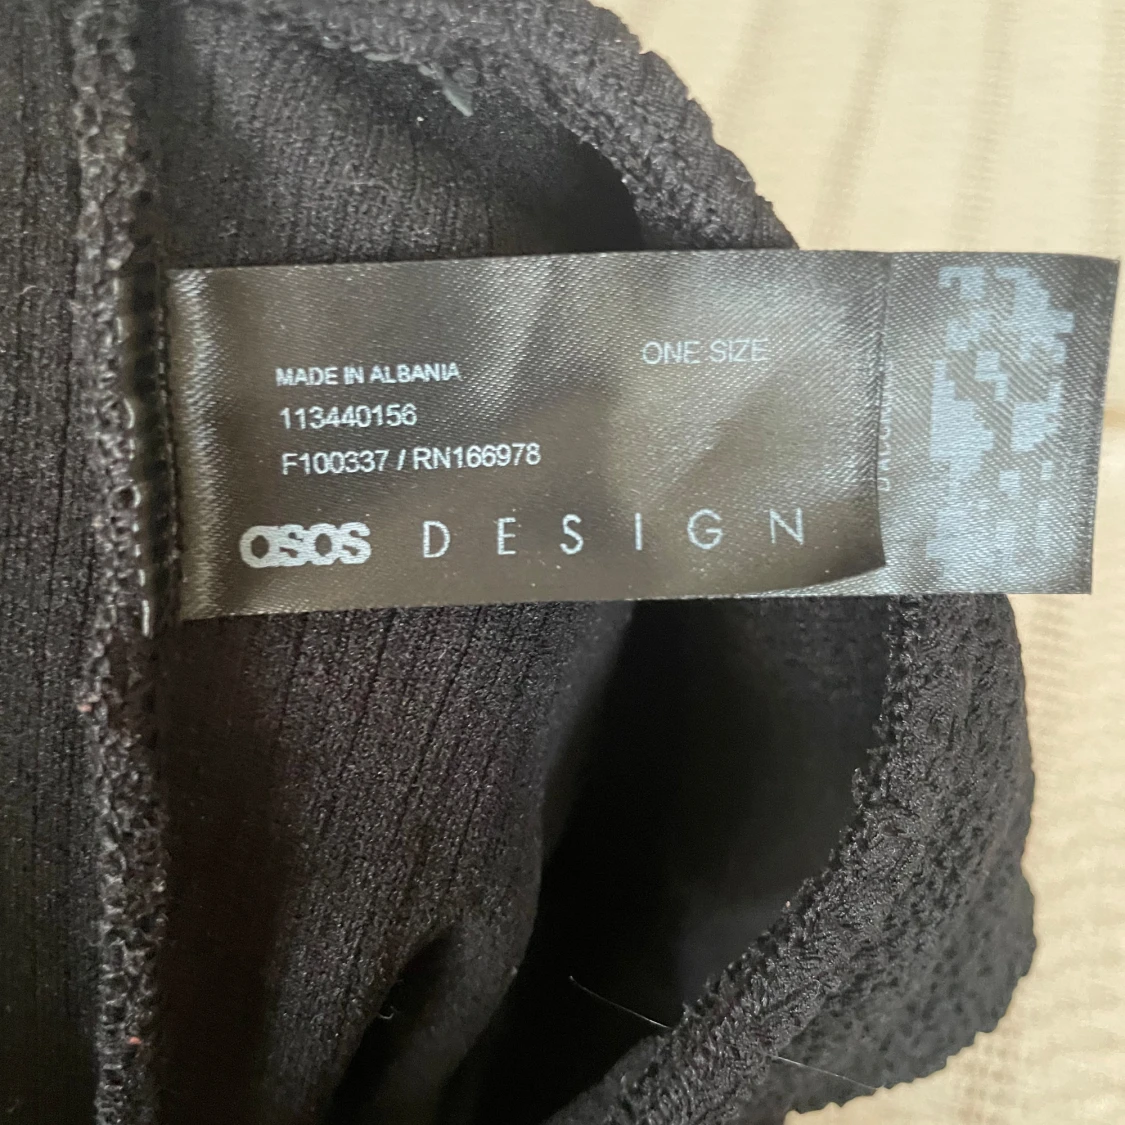 ONE SIZE
MADE IN ALBANIA
113440156
F100337 / RN166978
asos DESIGN